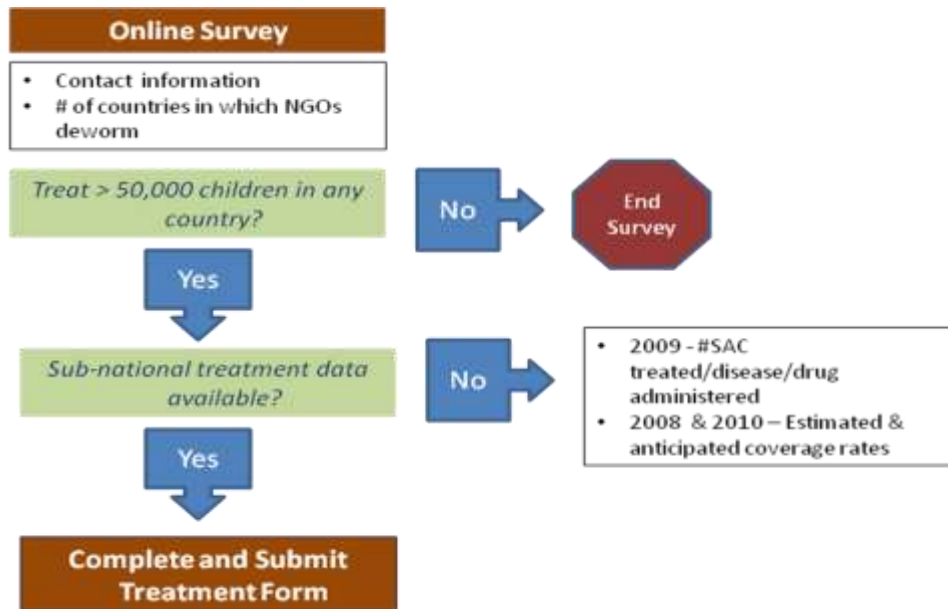 Online Survey
• Contact information
• # of countries in which NGOs
deworm
Treat > 50,000 children in any
country?
No
End
Survey
Yes
Sub-national treatment data
available?
No
• 2009 - #SAC
treated/disease/drug
administered
• 2008 & 2010 – Estimated &
anticipated coverage rates
Yes
Complete and Submit
Treatment Form